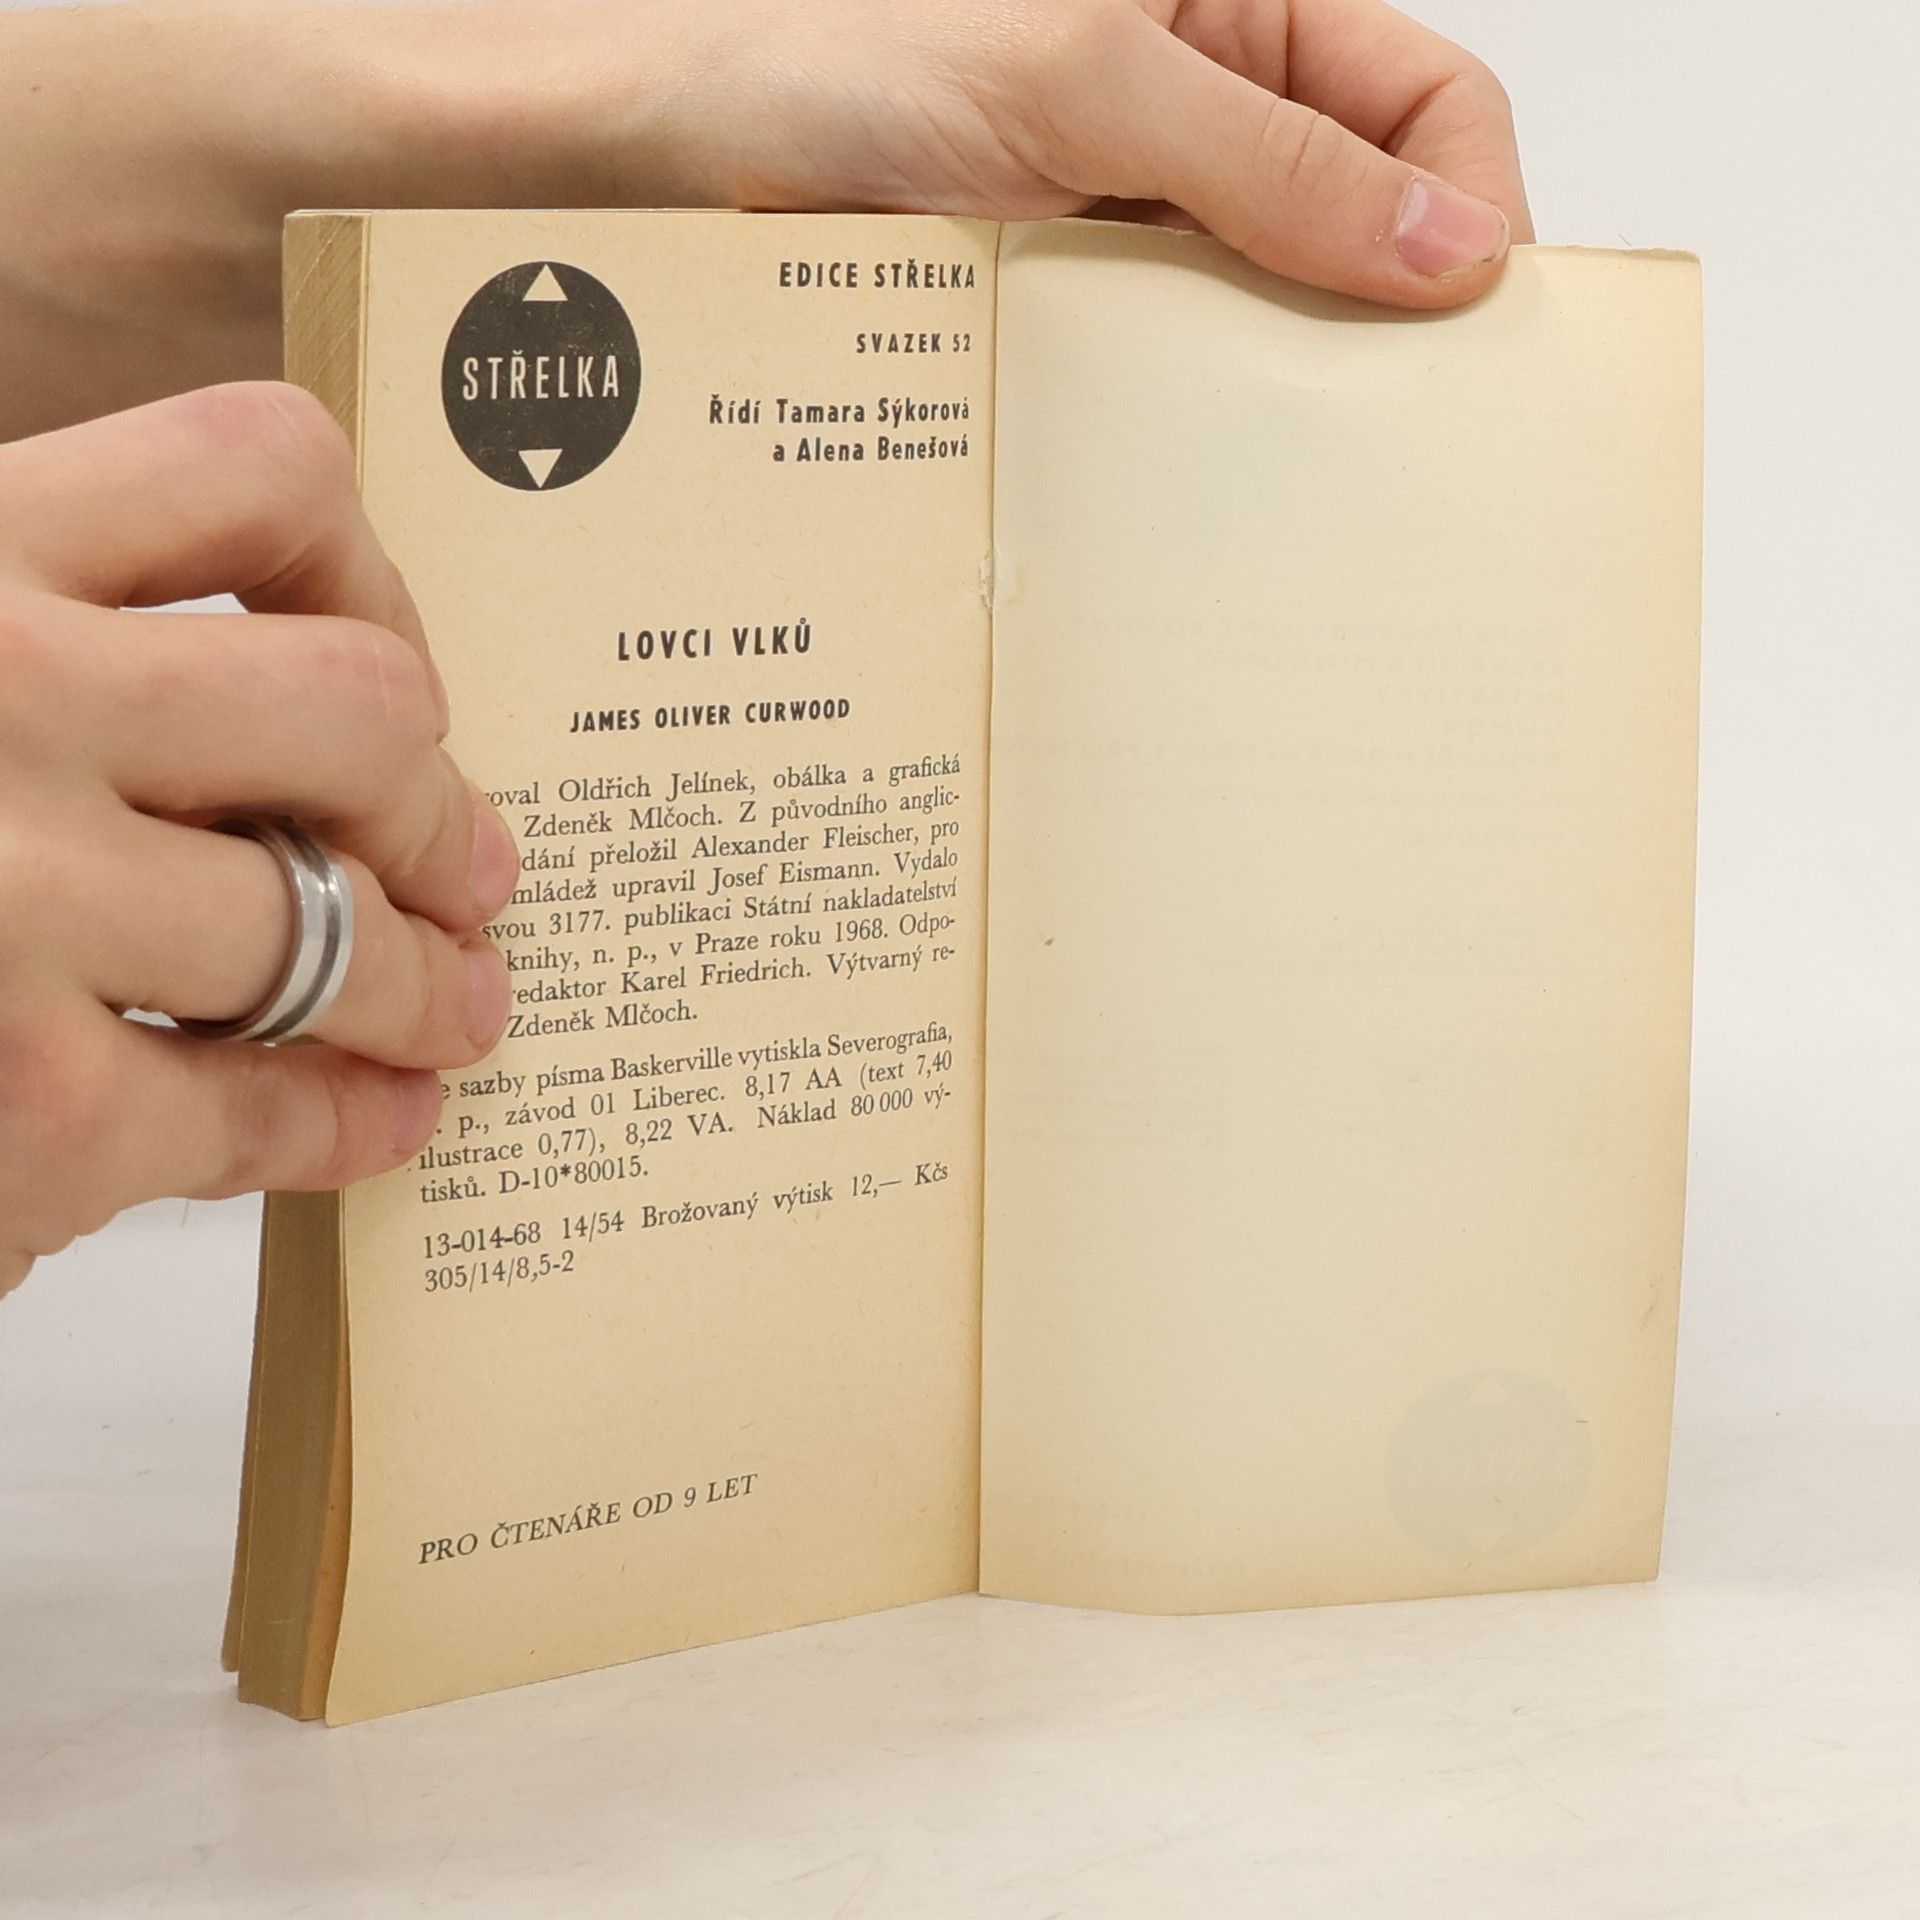 STŘELKA
EDICE STŘELKA
SVAZEK 52
Řídí Tamara Sýkorová
a Alena Benešová
LOVCI VLKŮ
JAMES OLIVER CURWOOD
Oldřich Jelínek, obálka a grafická
Zdeněk Mlčoch. Z původního anglic-
přeložil Alexander Fleischer, pro
mládež upravil Josef Eismann. Vydalo
svou 3177. publikaci Státní nakladatelství
knihy, n. p., v Praze roku 1968. Odpo-
Karel Friedrich. Výtvarný re-
Zdeněk Mlčoch.
sazby písma Baskerville vytiskla Severografia,
p., závod 01 Liberec. 8,17 AA (text 7,40
ilustrace 0,77), 8,22 VA. Náklad 80 000 vý-
tisků. D-10*80015.
13-014-68 14/54 Brožovaný výtisk 12,— Kčs
305/14/8,5-2
PRO ČTENÁŘE OD 9 LET